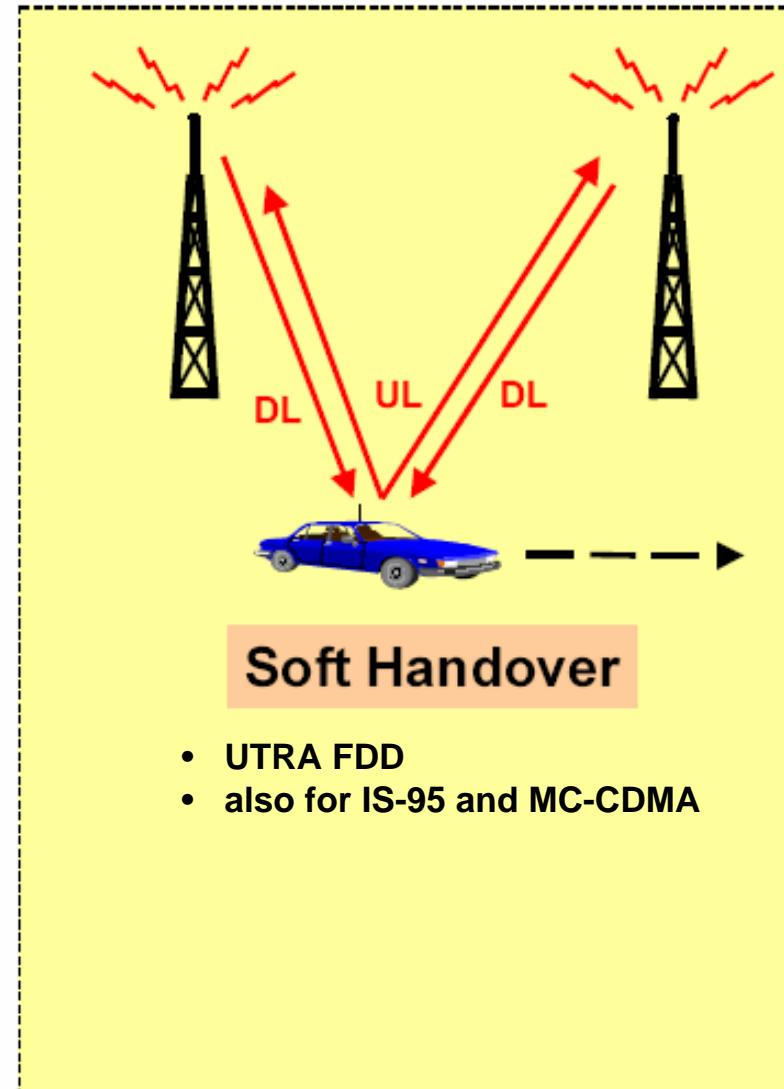 DL UL DL
Soft Handover
• UTRA FDD
• also for IS-95 and MC-CDMA